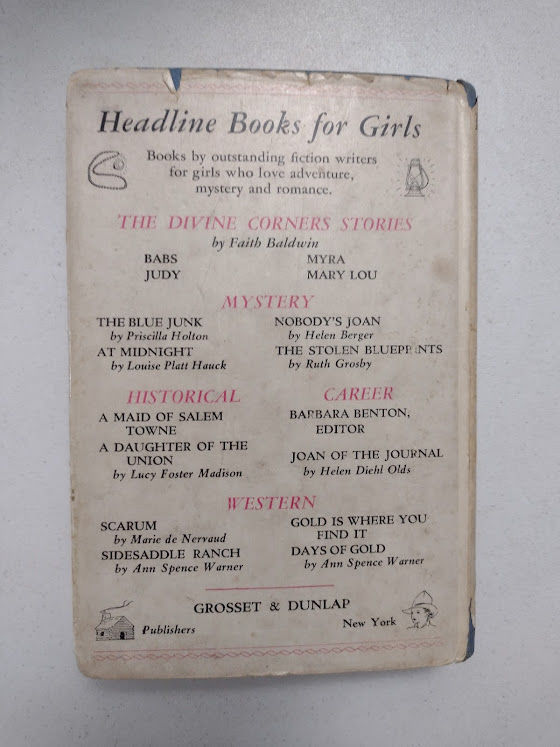 Headline Books for Girls
Books by outstanding fiction writers
for girls who love adventure,
mystery and romance.
THE DIVINE CORNERS STORIES
by Faith Baldwin
BABS MYRA
JUDY MARY LOU
MYSTERY
THE BLUE JUNK
by Priscilla Holton
AT MIDNIGHT
by Louise Platt Hauck
NOBODY'S JOAN
by Helen Berger
THE STOLEN BLUEPRINTS
by Ruth Grosby
HISTORICAL
A MAID OF SALEM
TOWNE
A DAUGHTER OF THE
UNION
by Lucy Foster Madison
CAREER
BARBARA BENTON,
EDITOR
JOAN OF THE JOURNAL
by Helen Diehl Olds
WESTERN
SCARUM
by Marie de Nervaud
SIDESADDLE RANCH
by Ann Spence Warner
GOLD IS WHERE YOU
FIND IT
DAYS OF GOLD
by Ann Spence Warner
GROSSET & DUNLAP
Publishers New York